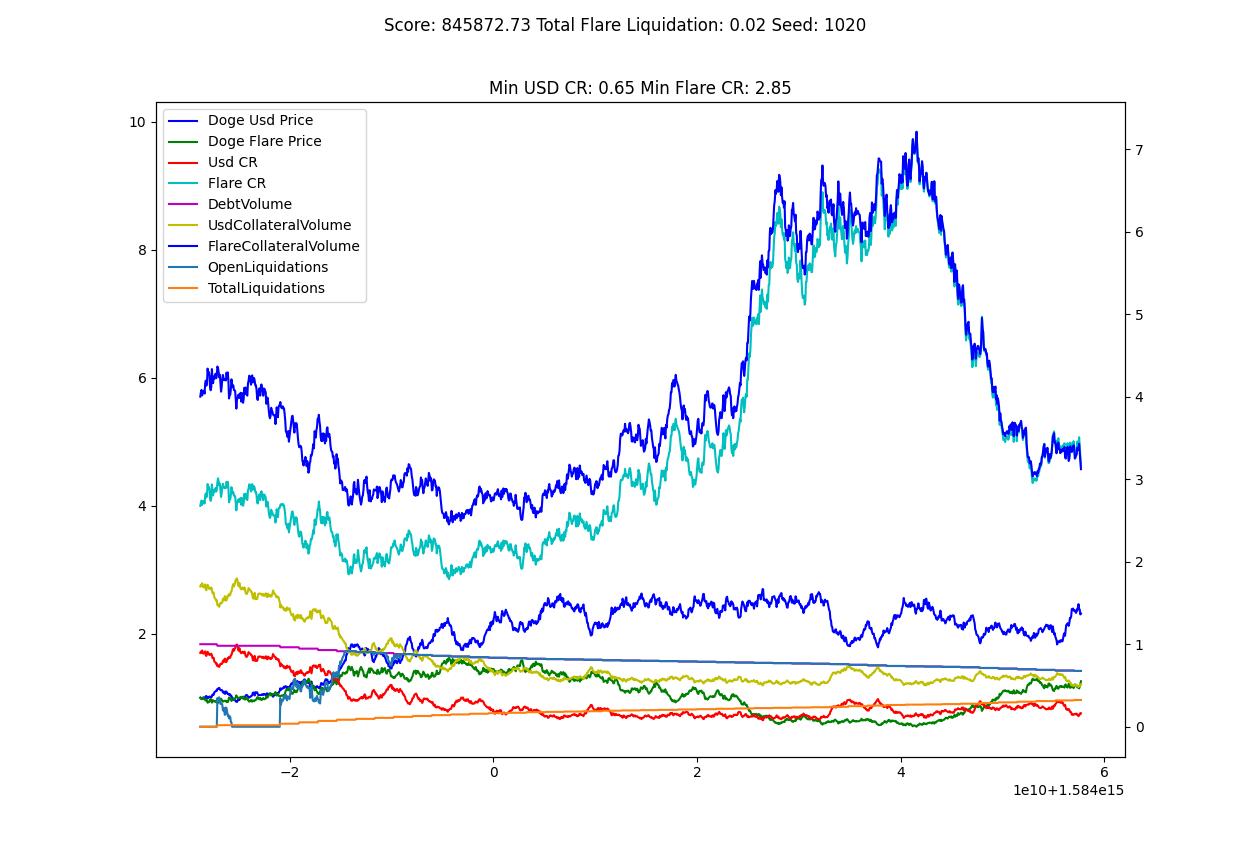 Score: 845872.73 Total Flare Liquidation: 0.02 Seed: 1020
Min USD CR: 0.65 Min Flare CR: 2.85
Doge Usd Price
Doge Flare Price
Usd CR
Flare CR
DebtVolume
UsdCollateralVolume
FlareCollateralVolume
OpenLiquidations
TotalLiquidations
10
8
6
4
2
7
6
5
4
3
2
1
0
−2 0 2 4 6
1e10+1.584e15